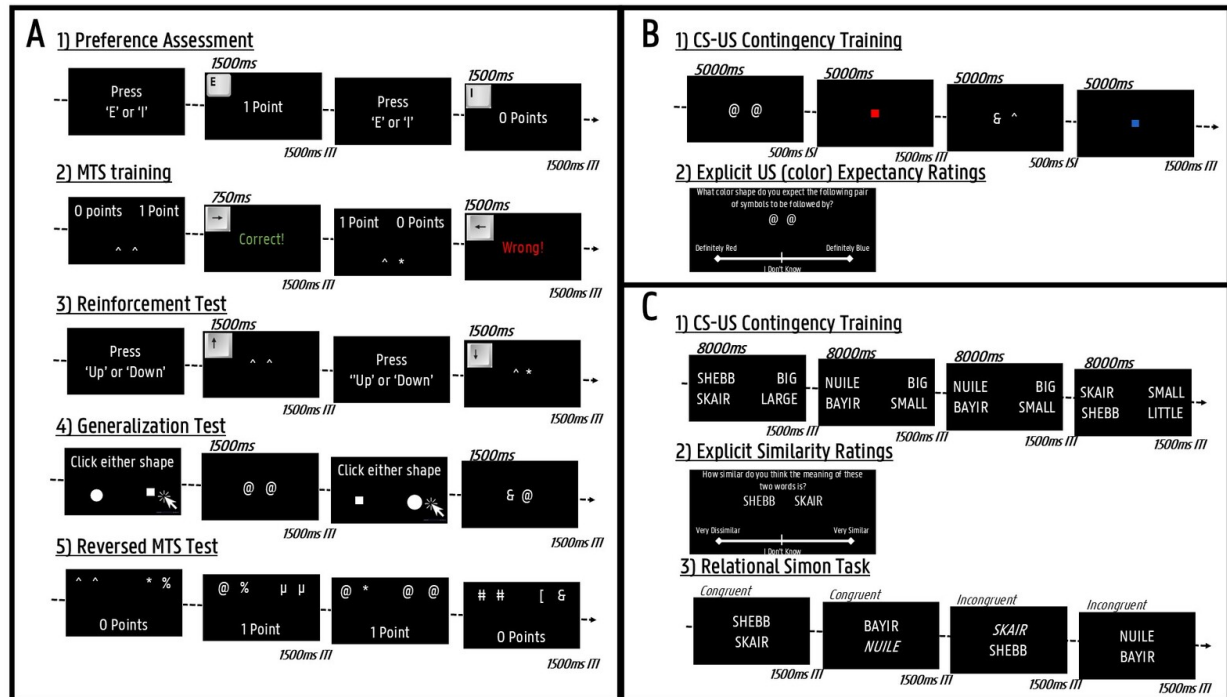 A
1) Preference Assessment
1500ms
1500ms
Press
'E' or 'I'
E
1 Point
Press
'E' or 'I'
I
0 Points
1500ms ITI
1500ms ITI
2) MTS training
750ms
1500ms
0 points 1 Point
^ ^
→
Correct!
1 Point 0 Points
^ *
←
Wrong!
1500ms ITI
1500ms ITI
3) Reinforcement Test
1500ms
1500ms
Press
'Up' or 'Down'
↑
^ ^
Press
''Up' or 'Down'
↓
^ *
1500ms ITI
1500ms ITI
4) Generalization Test
1500ms
1500ms
Click either shape
@ @
Click either shape
& @
1500ms ITI
1500ms ITI
5) Reversed MTS Test
^ ^ * %
0 Points
@ % µ µ
1 Point
@ * @ @
1 Point
# # [ &
0 Points
1500ms ITI
1500ms ITI
B
1) CS-US Contingency Training
5000ms
5000ms
5000ms
5000ms
@ @
& ^
500ms ISI
1500ms ITI
500ms ISI
1500ms ITI
2) Explicit US (color) Expectancy Ratings
What color shape do you expect the following pair
of symbols to be followed by?
@ @
Definitely Red Definitely Blue
I Don't Know
C
1) CS-US Contingency Training
8000ms
8000ms
8000ms
8000ms
SHEBB BIG
SKAIR LARGE
NUILE BIG
BAYIR SMALL
NUILE BIG
BAYIR SMALL
SKAIR SMALL
SHEBB LITTLE
1500ms ITI
1500ms ITI
1500ms ITI
1500ms ITI
2) Explicit Similarity Ratings
How similar do you think the meaning of these
two words is?
SHEBB SKAIR
Very Dissimilar Very Similar
I Don't Know
3) Relational Simon Task
Congruent
Congruent
Incongruent
Incongruent
SHEBB
SKAIR
BAYIR
NUILE
SKAIR
SHEBB
NUILE
BAYIR
1500ms ITI
1500ms ITI
1500ms ITI
1500ms ITI